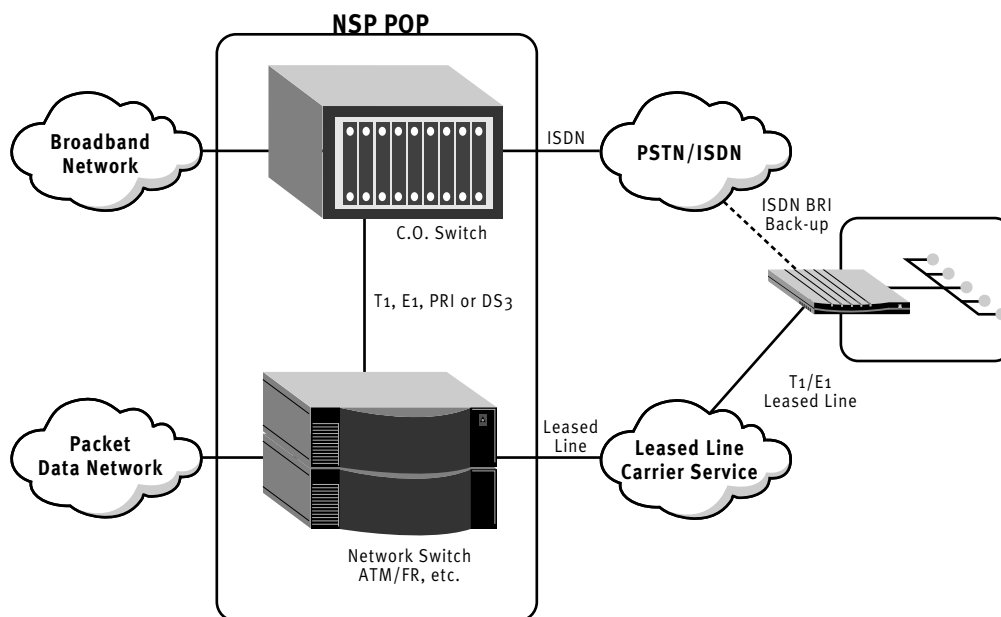 NSP POP
Broadband
Network
ISDN
PSTN/ISDN
C.O. Switch
ISDN BRI
Back-up
T1, E1, PRI or DS3
T1/E1
Leased Line
Packet
Data Network
Leased
Line
Leased Line
Carrier Service
Network Switch
ATM/FR, etc.